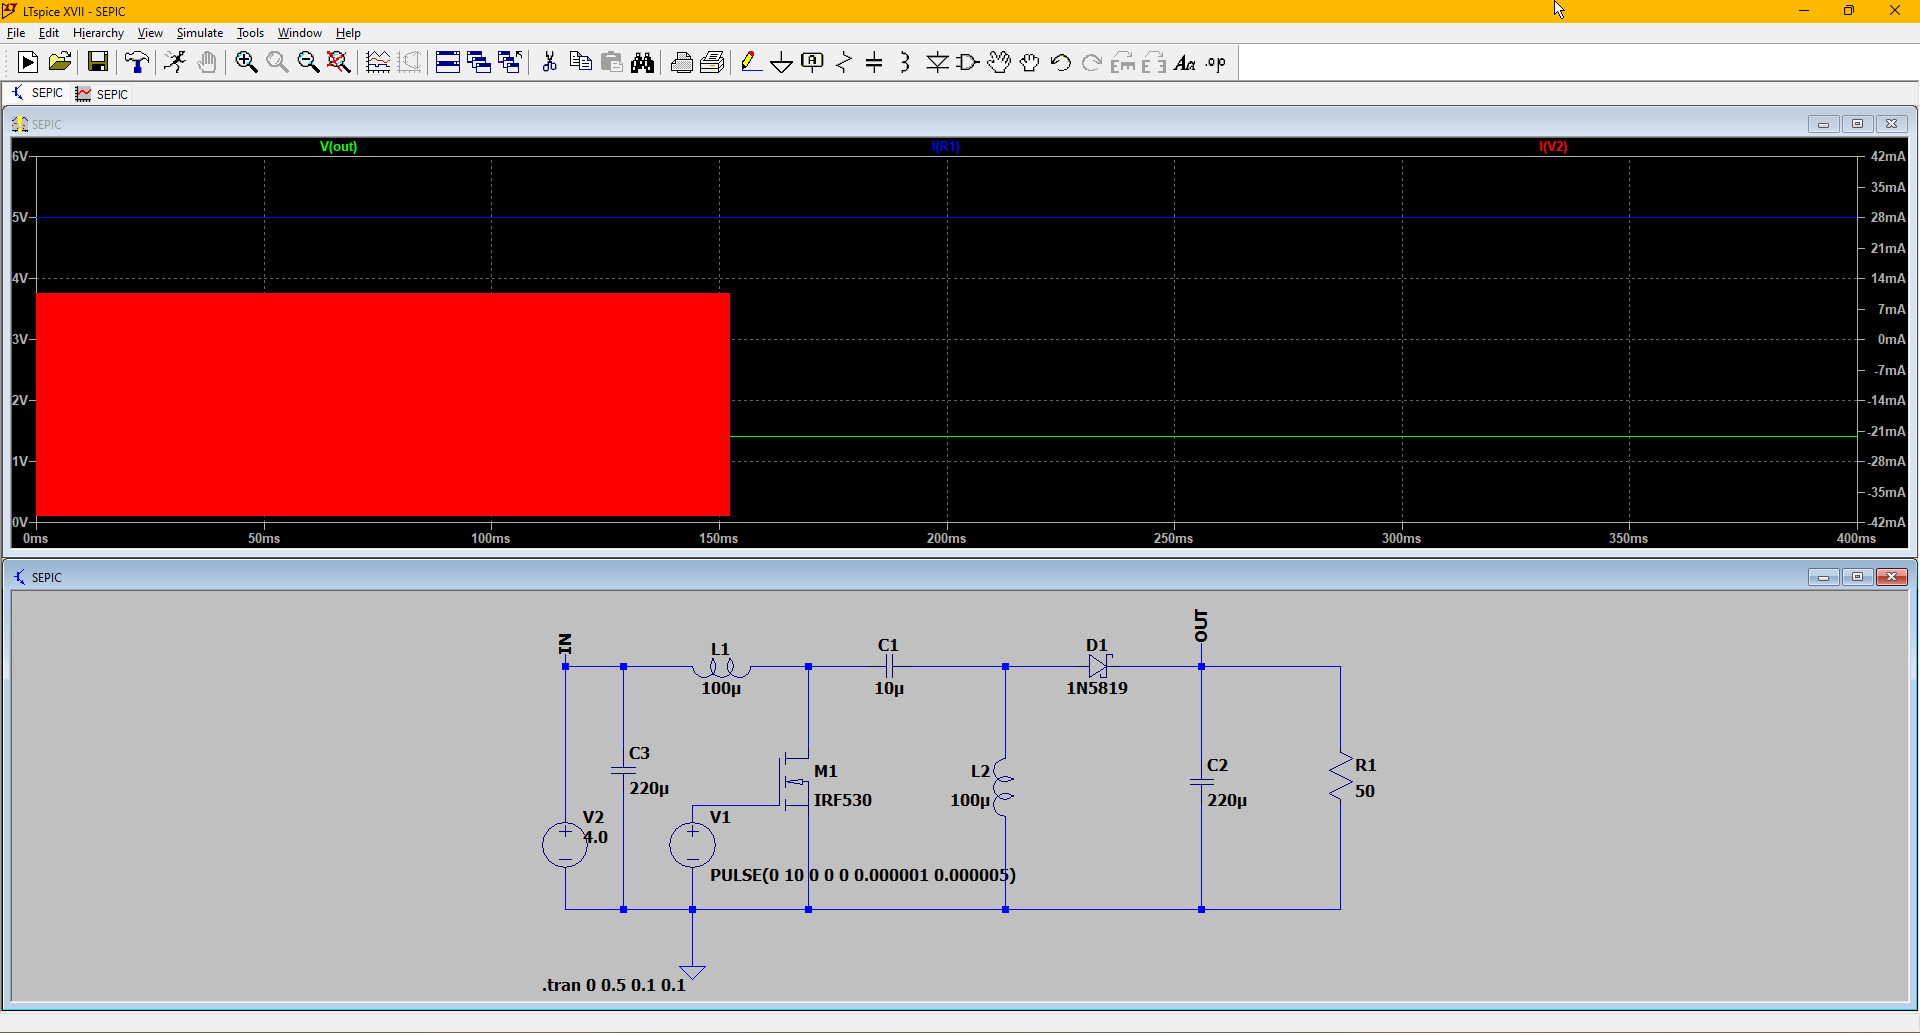 LTspice XVII - SEPIC
File Edit Hierarchy View Simulate Tools Window Help
A Aa .op
SEPIC SEPIC
SEPIC
V(out) I(R1) I(V2)
6V 42mA
35mA
5V 28mA
21mA
4V 14mA
7mA
3V 0mA
-7mA
2V -14mA
-21mA
1V -28mA
-35mA
0V -42mA
0ms 50ms 100ms 150ms 200ms 250ms 300ms 350ms 400ms
SEPIC
IN
OUT
L1
100µ
C1
10µ
D1
1N5819
C3
220µ
M1
IRF530
L2
100µ
C2
220µ
R1
50
V2
4.0
V1
PULSE(0 10 0 0 0 0.000001 0.000005)
.tran 0 0.5 0.1 0.1